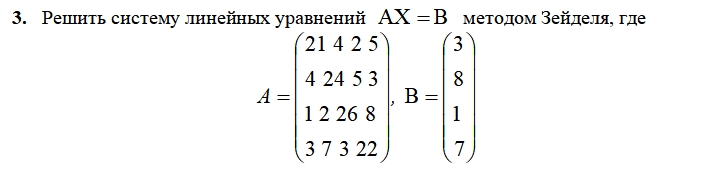 3. Решить систему линейных уравнений AX = B методом Зейделя, где
21 4 2 5
4 24 5 3
A = , B =
1 2 26 8
3 7 3 22
3
8
1
7